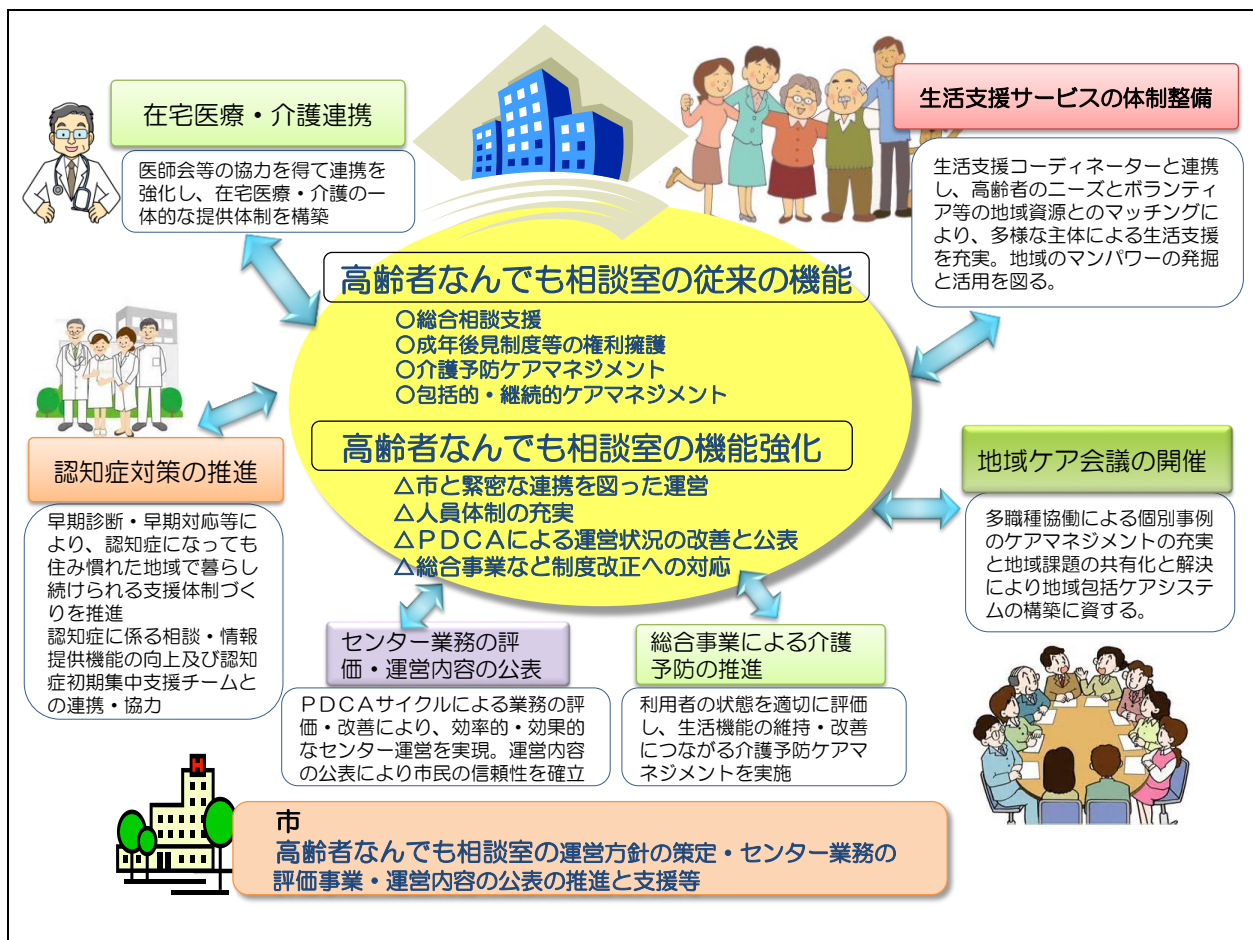 在宅医療・介護連携
医師会等の協力を得て連携を
強化し、在宅医療・介護の一
体的な提供体制を構築
生活支援サービスの体制整備
生活支援コーディネーターと連携
し、高齢者のニーズとボランティ
ア等の地域資源とのマッチングに
より、多様な主体による生活支援
を充実。地域のマンパワーの発掘
と活用を図る。
高齢者なんでも相談室の従来の機能
○総合相談支援
○成年後見制度等の権利擁護
○介護予防ケアマネジメント
○包括的・継続的ケアマネジメント
高齢者なんでも相談室の機能強化
△市と緊密な連携を図った運営
△人員体制の充実
△PDCAによる運営状況の改善と公表
△総合事業など制度改正への対応
認知症対策の推進
早期診断・早期対応等に
より、認知症になっても
住み慣れた地域で暮らし
続けられる支援体制づく
りを推進
認知症に係る相談・情報
提供機能の向上及び認知
症初期集中支援チームと
の連携・協力
地域ケア会議の開催
多職種協働による個別事例
のケアマネジメントの充実
と地域課題の共有化と解決
により地域包括ケアシステ
ムの構築に資する。
センター業務の評
価・運営内容の公表
PDCAサイクルによる業務の評
価・改善により、効率的・効果的
なセンター運営を実現。運営内容
の公表により市民の信頼性を確立
総合事業による介護
予防の推進
利用者の状態を適切に評価
し、生活機能の維持・改善
につながる介護予防ケアマ
ネジメントを実施
H
市
高齢者なんでも相談室の運営方針の策定・センター業務の
評価事業・運営内容の公表の推進と支援等